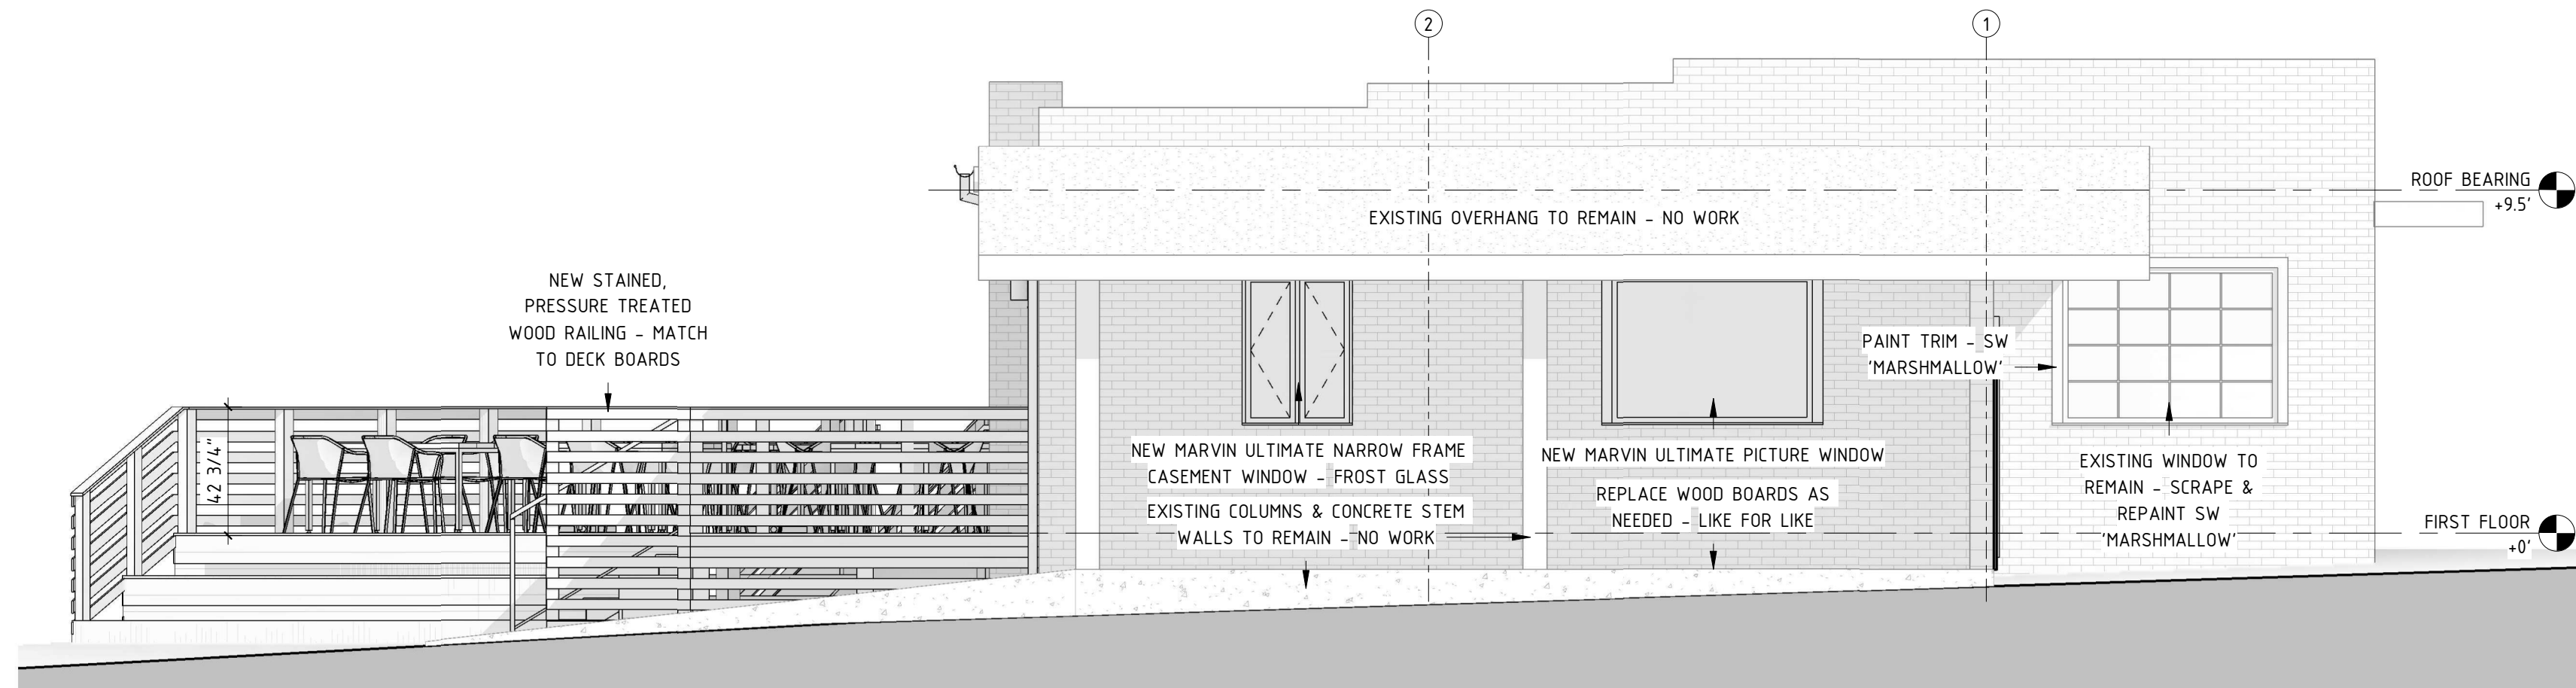 2
1
ROOF BEARING
+9.5'
EXISTING OVERHANG TO REMAIN - NO WORK
NEW STAINED,
PRESSURE TREATED
WOOD RAILING - MATCH
TO DECK BOARDS
PAINT TRIM - SW
'MARSHMALLOW'
42 3/4"
NEW MARVIN ULTIMATE NARROW FRAME
CASEMENT WINDOW - FROST GLASS
EXISTING COLUMNS & CONCRETE STEM
WALLS TO REMAIN - NO WORK
NEW MARVIN ULTIMATE PICTURE WINDOW
REPLACE WOOD BOARDS AS
NEEDED - LIKE FOR LIKE
EXISTING WINDOW TO
REMAIN - SCRAPE &
REPAINT SW
'MARSHMALLOW'
FIRST FLOOR
+0'